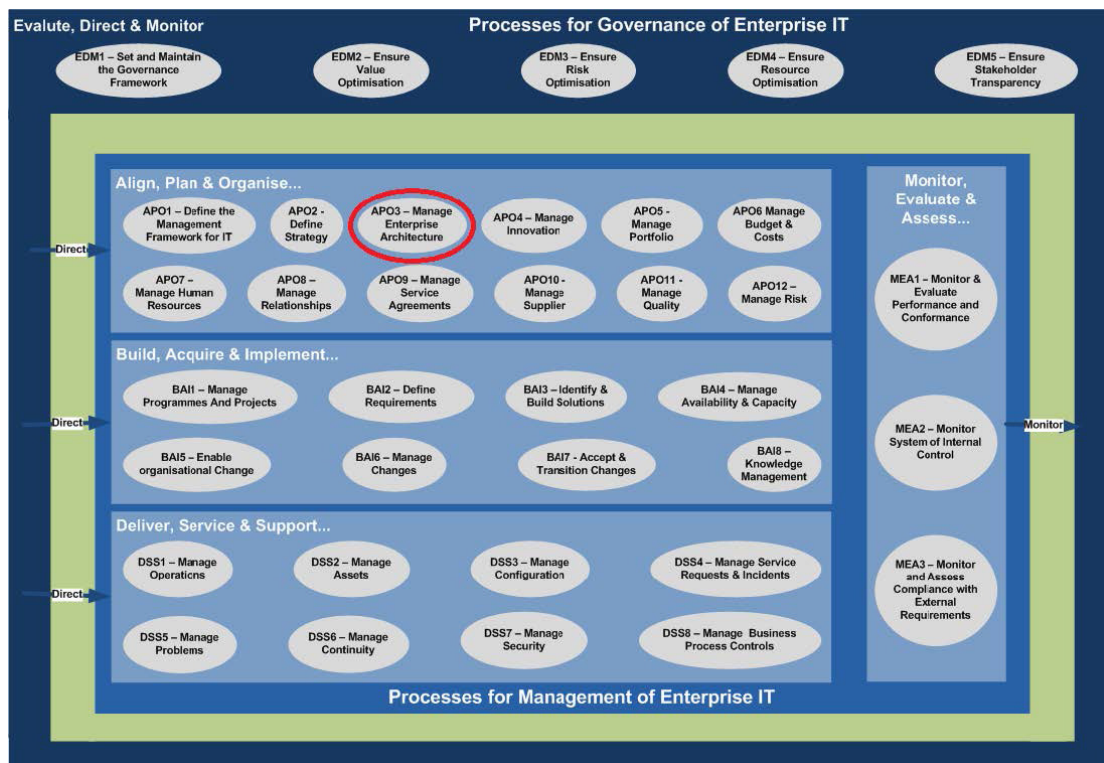 Evalute, Direct & Monitor
Processes for Governance of Enterprise IT
EDM1 – Set and Maintain
the Governance
Framework
EDM2 – Ensure
Value
Optimisation
EDM3 – Ensure
Risk
Optimisation
EDM4 – Ensure
Resource
Optimisation
EDM5 – Ensure
Stakeholder
Transparency
Align, Plan & Organise...
APO1 – Define the
Management
Framework for IT
APO2 -
Define
Strategy
APO3 – Manage
Enterprise
Architecture
APO4 – Manage
Innovation
APO5 -
Manage
Portfolio
APO6 Manage
Budget &
Costs
Direct
APO7 –
Manage Human
Resources
APO8 –
Manage
Relationships
APO9 – Manage
Service
Agreements
APO10 -
Manage
Supplier
APO11 -
Manage
Quality
APO12 –
Manage Risk
Build, Acquire & Implement...
BAI1 – Manage
Programmes And Projects
BAI2 – Define
Requirements
BAI3 – Identify &
Build Solutions
BAI4 – Manage
Availability & Capacity
Direct
BAI5 – Enable
organisational Change
BAI6 – Manage
Changes
BAI7 - Accept &
Transition Changes
BAI8 –
Knowledge
Management
Deliver, Service & Support...
DSS1 – Manage
Operations
DSS2 – Manage
Assets
DSS3 – Manage
Configuration
DSS4 – Manage Service
Requests & Incidents
Direct
DSS5 – Manage
Problems
DSS6 – Manage
Continuity
DSS7 – Manage
Security
DSS8 – Manage Business
Process Controls
Monitor,
Evaluate &
Assess...
MEA1 – Monitor &
Evaluate
Performance and
Conformance
MEA2 – Monitor
System of Internal
Control
Monitor
MEA3 – Monitor
and Assess
Compliance with
External
Requirements
Processes for Management of Enterprise IT